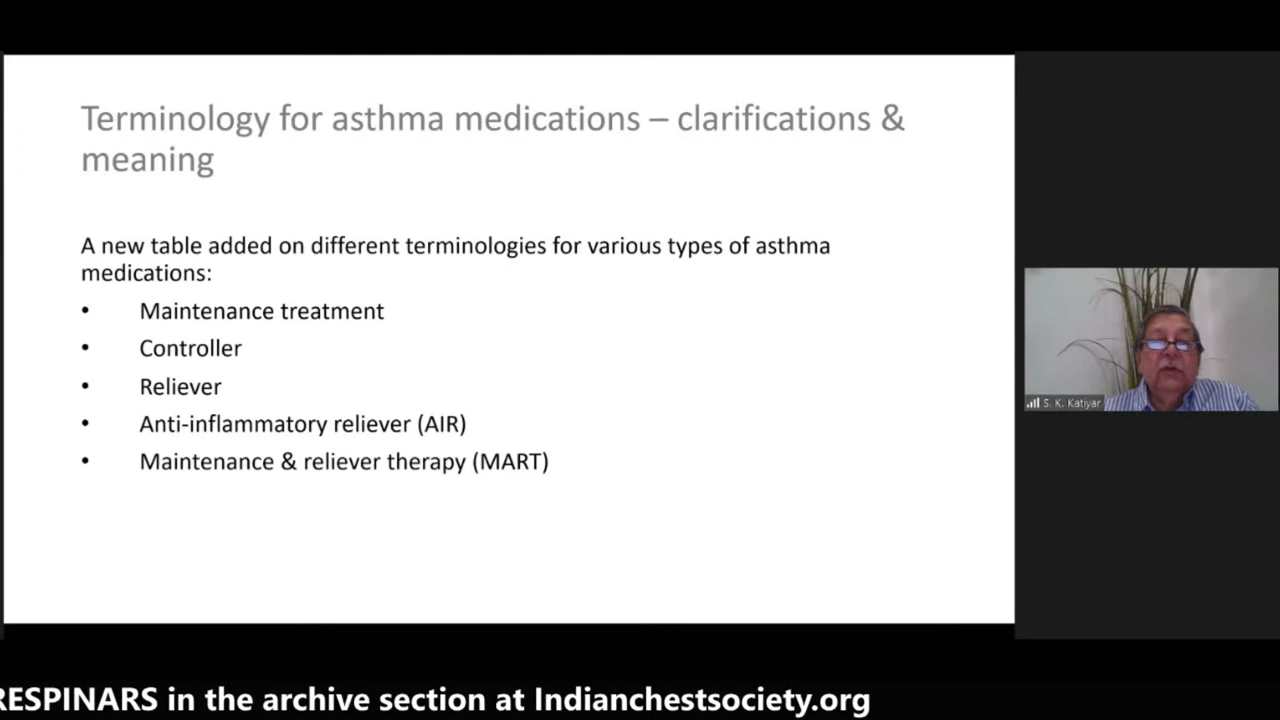 Terminology for asthma medications – clarifications &
meaning
A new table added on different terminologies for various types of asthma
medications:
• Maintenance treatment
• Controller
• Reliever
• Anti-inflammatory reliever (AIR)
• Maintenance & reliever therapy (MART)
S. K. Katiyar
RESPINARS in the archive section at Indianchestsociety.org